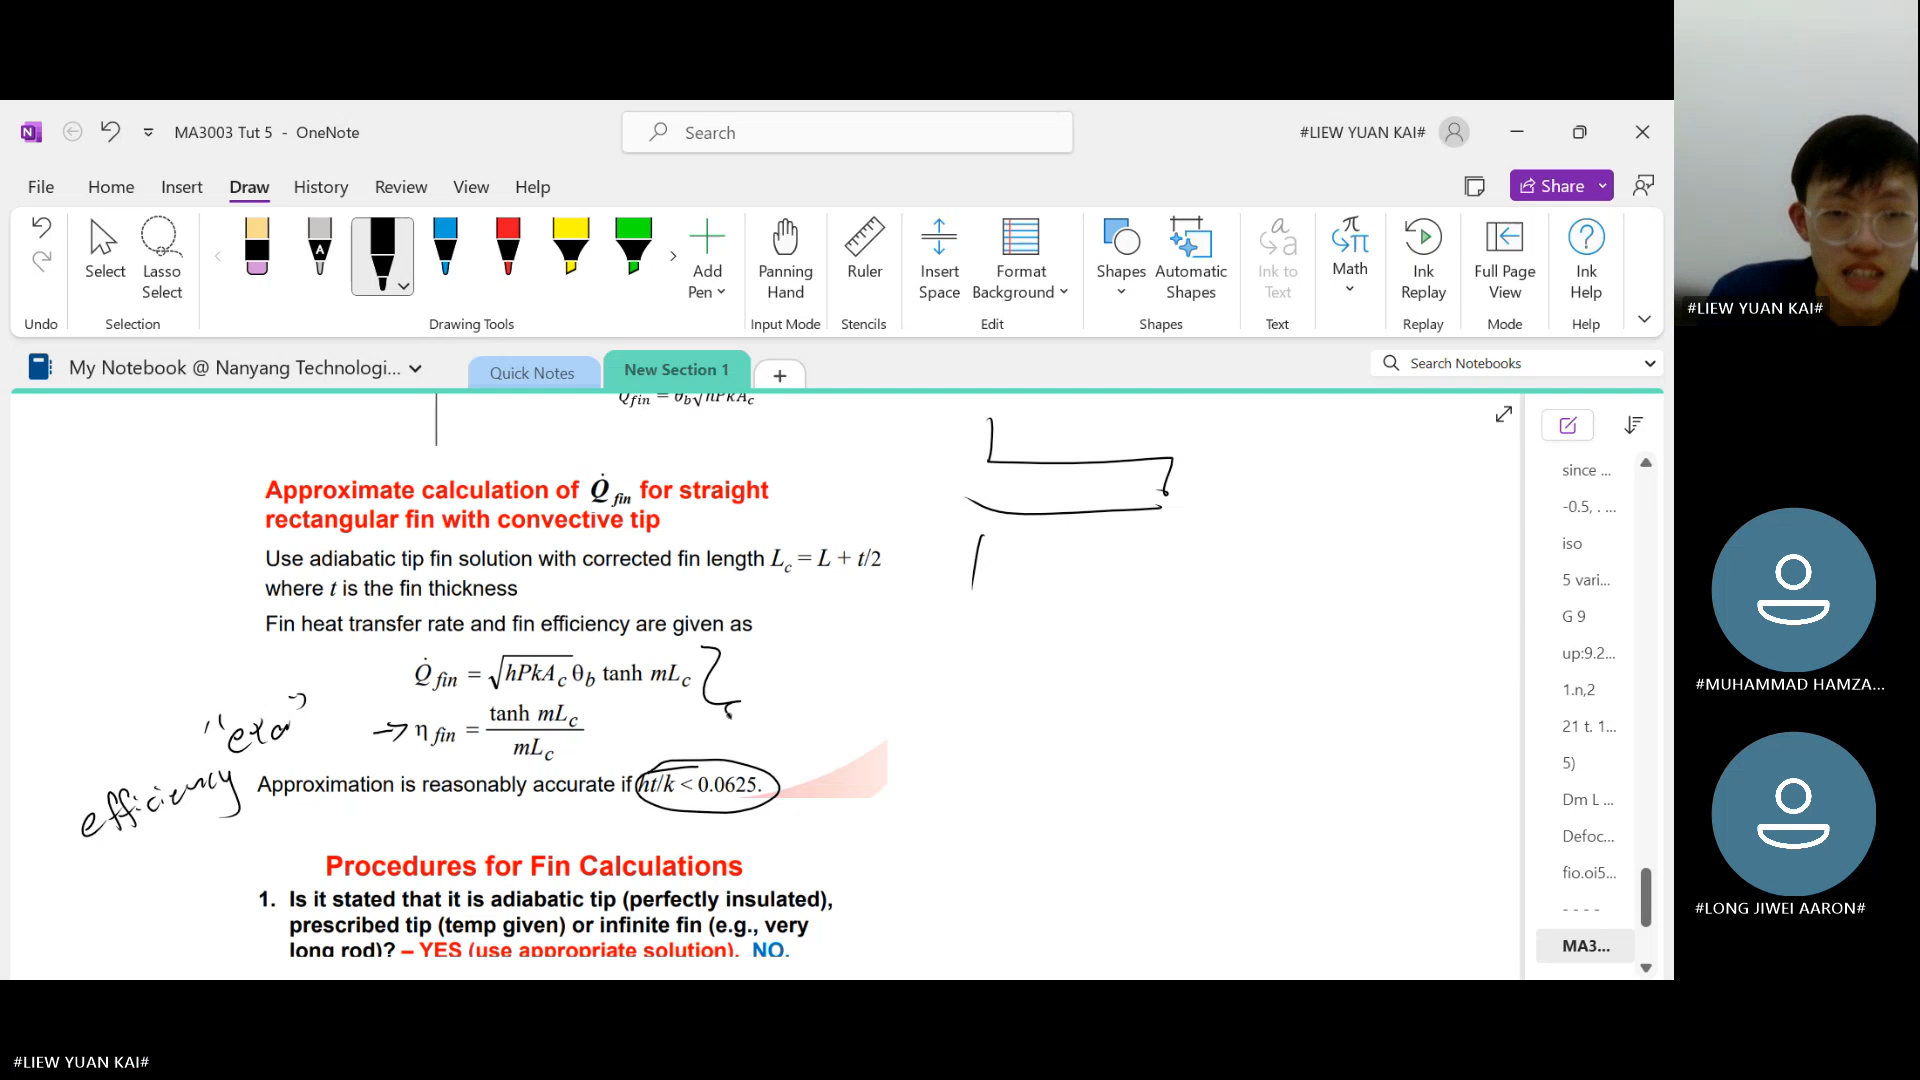 MA3003 Tut 5 - OneNote
Search
#LIEW YUAN KAI#
File Home Insert Draw History Review View Help
Share
Select
Lasso Select
A
Add Pen
Panning Hand
Ruler
Insert Space
Format Background
Shapes
Automatic Shapes
Ink to Text
Math
Ink Replay
Full Page View
Ink Help
Undo
Selection
Drawing Tools
Input Mode
Stencils
Edit
Shapes
Text
Replay
Mode
Help
My Notebook @ Nanyang Technologi...
Quick Notes
New Section 1
+
Search Notebooks
Q̇fin = θb√hPkAc
Approximate calculation of Q̇ fin for straight
rectangular fin with convective tip
Use adiabatic tip fin solution with corrected fin length Lc = L + t/2
where t is the fin thickness
Fin heat transfer rate and fin efficiency are given as
Q̇ fin = √hPkAc θb tanh mLc
→ η fin = tanh mLc / mLc
"exa"
efficiency
Approximation is reasonably accurate if ht/k < 0.0625.
Procedures for Fin Calculations
1. Is it stated that it is adiabatic tip (perfectly insulated),
prescribed tip (temp given) or infinite fin (e.g., very
long rod)? – YES (use appropriate solution). NO.
since ...
-0.5, . ...
iso
5 vari...
G 9
up:9.2...
1.n,2
21 t. 1...
5)
Dm L ...
Defoc...
fio.oi5...
- - - -
MA3...
#LIEW YUAN KAI#
#MUHAMMAD HAMZA...
#LONG JIWEI AARON#
#LIEW YUAN KAI#